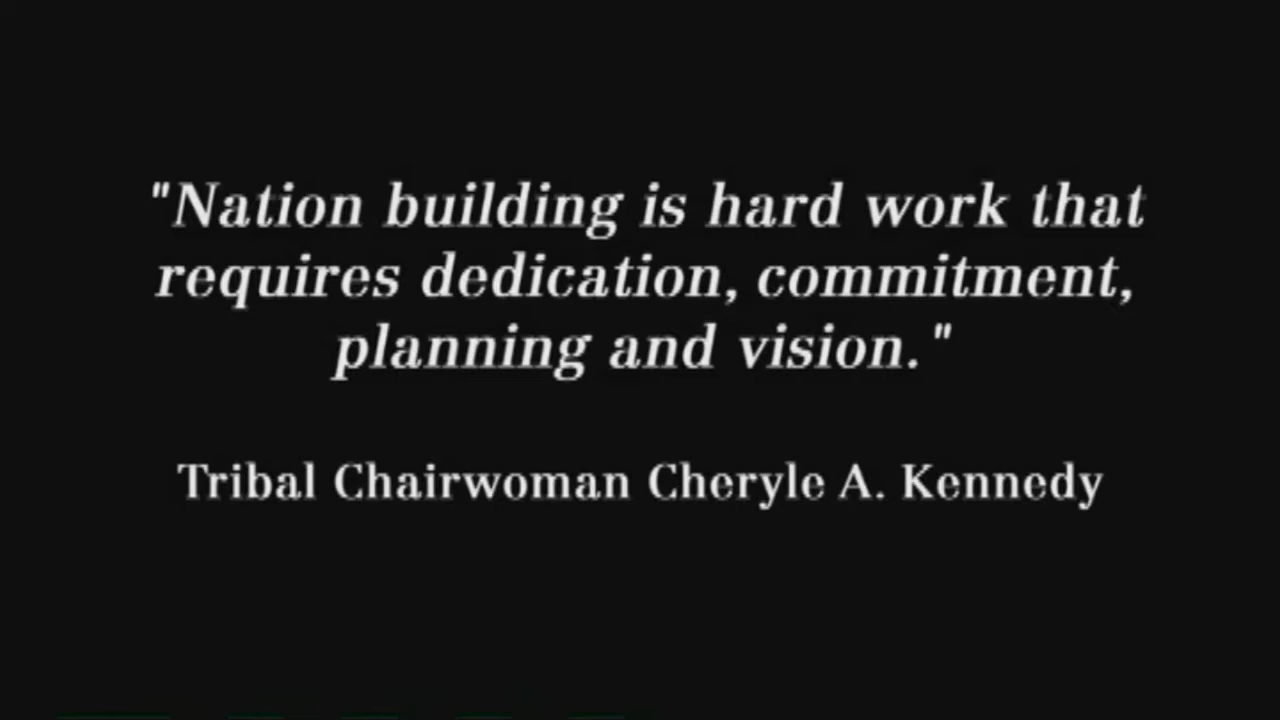 "Nation building is hard work that
requires dedication, commitment,
planning and vision."
Tribal Chairwoman Cheryle A. Kennedy